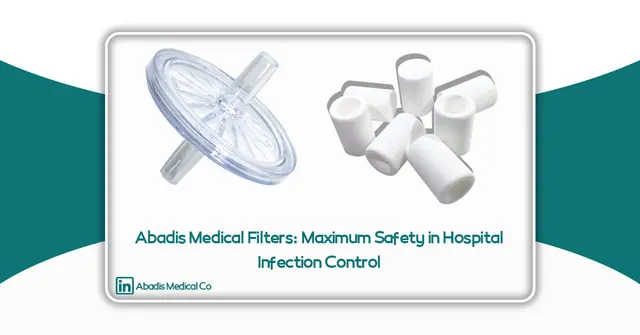 Abadis Medical Filters: Maximum Safety in Hospital
Infection Control
in Abadis Medical Co